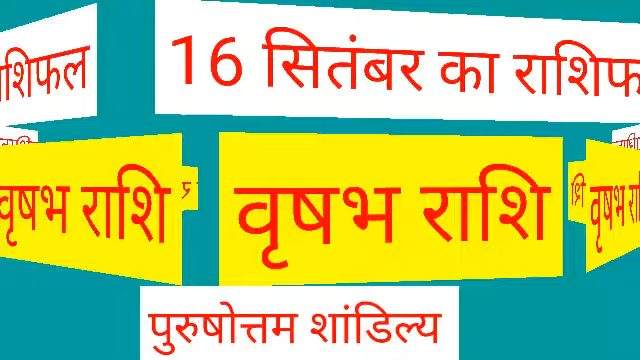 शिफल 16 सितंबर का राशिफ
वृषभ राशि वृषभ राशि वृषभ रा
पुरुषोत्तम शांडिल्य